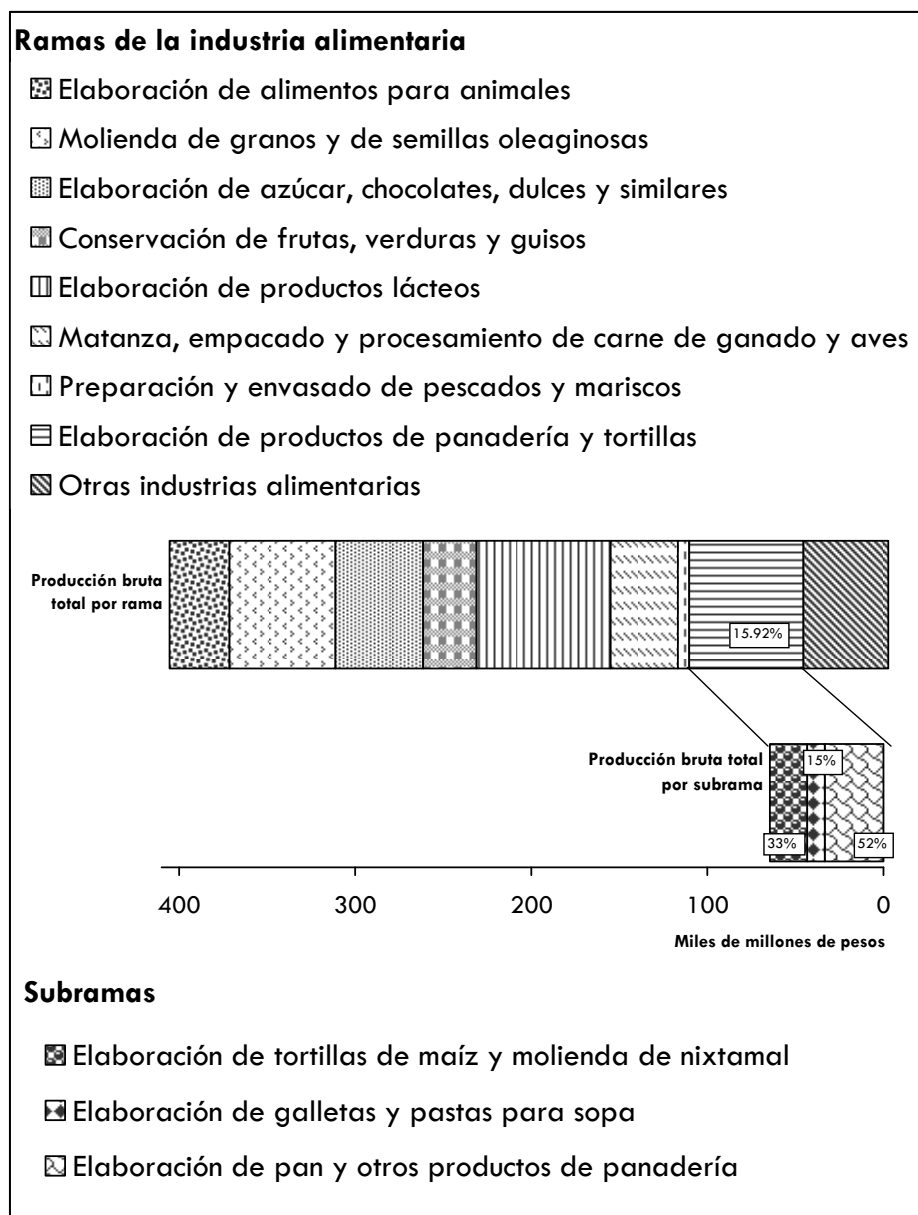 Ramas de la industria alimentaria
Elaboración de alimentos para animales
Molienda de granos y de semillas oleaginosas
Elaboración de azúcar, chocolates, dulces y similares
Conservación de frutas, verduras y guisos
Elaboración de productos lácteos
Matanza, empacado y procesamiento de carne de ganado y aves
Preparación y envasado de pescados y mariscos
Elaboración de productos de panadería y tortillas
Otras industrias alimentarias
Producción bruta
total por rama
15.92%
Producción bruta total
por subrama
15%
33%
52%
400 300 200 100 0
Miles de millones de pesos
Subramas
Elaboración de tortillas de maíz y molienda de nixtamal
Elaboración de galletas y pastas para sopa
Elaboración de pan y otros productos de panadería